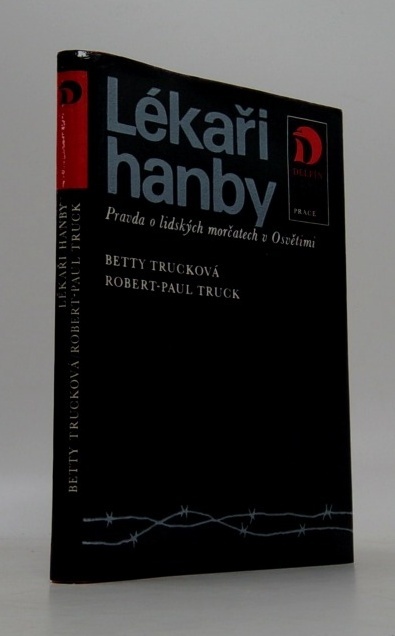 Lékaři
hanby
Pravda o lidských morčatech v Osvětimi
BETTY TRUCKOVÁ
ROBERT-PAUL TRUCK
DELFÍN
PRÁCE
LÉKAŘI HANBY
BETTY TRUCKOVÁ ROBERT-PAUL TRUCK